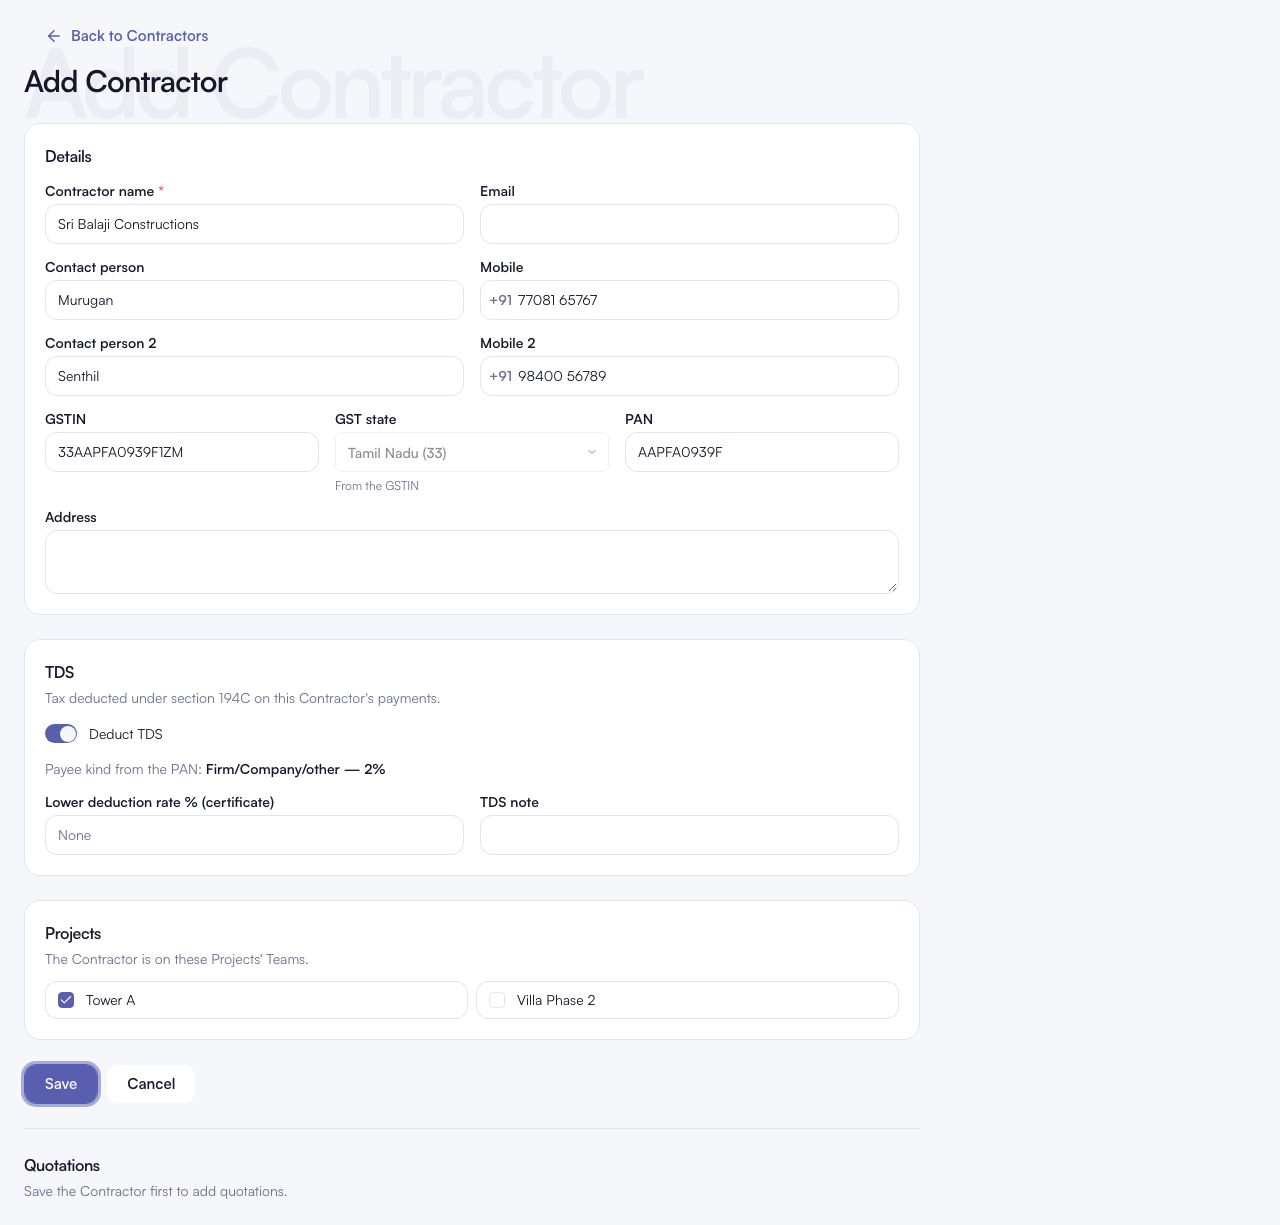 Back to Contractors
Add Contractor
Add Contractor
Details
Contractor name *
Email
Sri Balaji Constructions
Contact person
Mobile
Murugan
+91 77081 65767
Contact person 2
Mobile 2
Senthil
+91 98400 56789
GSTIN
GST state
PAN
33AAPFA0939F1ZM
Tamil Nadu (33)
AAPFA0939F
From the GSTIN
Address
TDS
Tax deducted under section 194C on this Contractor's payments.
Deduct TDS
Payee kind from the PAN: Firm/Company/other — 2%
Lower deduction rate % (certificate)
TDS note
None
Projects
The Contractor is on these Projects' Teams.
Tower A
Villa Phase 2
Save
Cancel
Quotations
Save the Contractor first to add quotations.